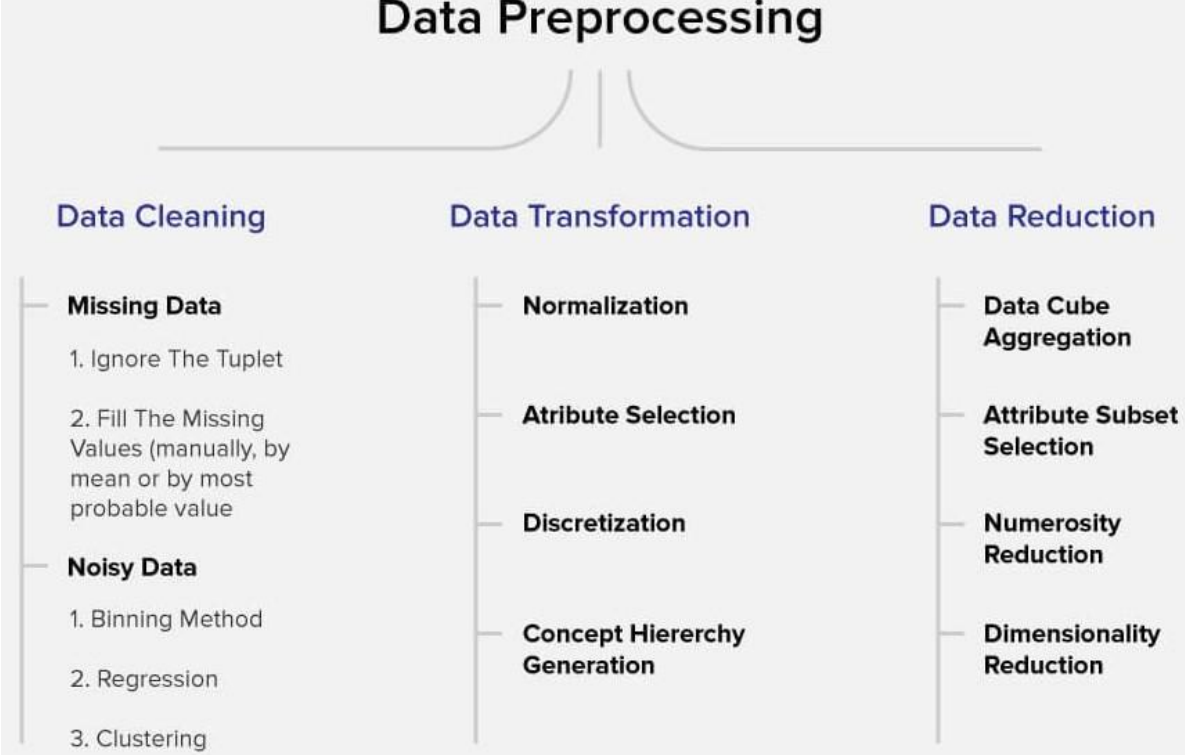 Data Preprocessing
Data Cleaning
Missing Data
1. Ignore The Tuplet
2. Fill The Missing
Values (manually, by
mean or by most
probable value
Noisy Data
1. Binning Method
2. Regression
3. Clustering
Data Transformation
Normalization
Atribute Selection
Discretization
Concept Hiererchy
Generation
Data Reduction
Data Cube
Aggregation
Attribute Subset
Selection
Numerosity
Reduction
Dimensionality
Reduction